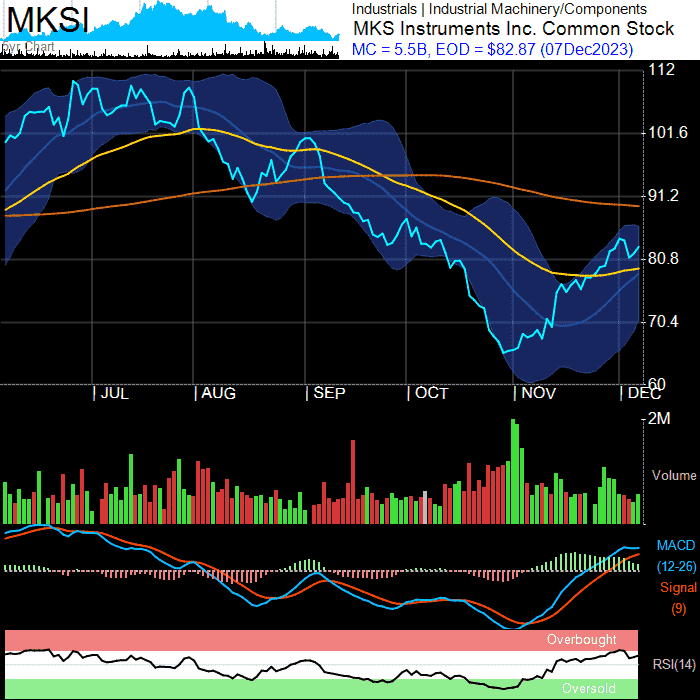 MKSI
Industrials | Industrial Machinery/Components
MKS Instruments Inc. Common Stock
MC = 5.5B, EOD = $82.87 (07Dec2023)
Chart
112
101.6
91.2
80.8
70.4
60
| JUL | AUG | SEP | OCT | NOV | DEC
2M
Volume
MACD
(12-26)
Signal
(9)
Overbought
RSI(14)
Oversold